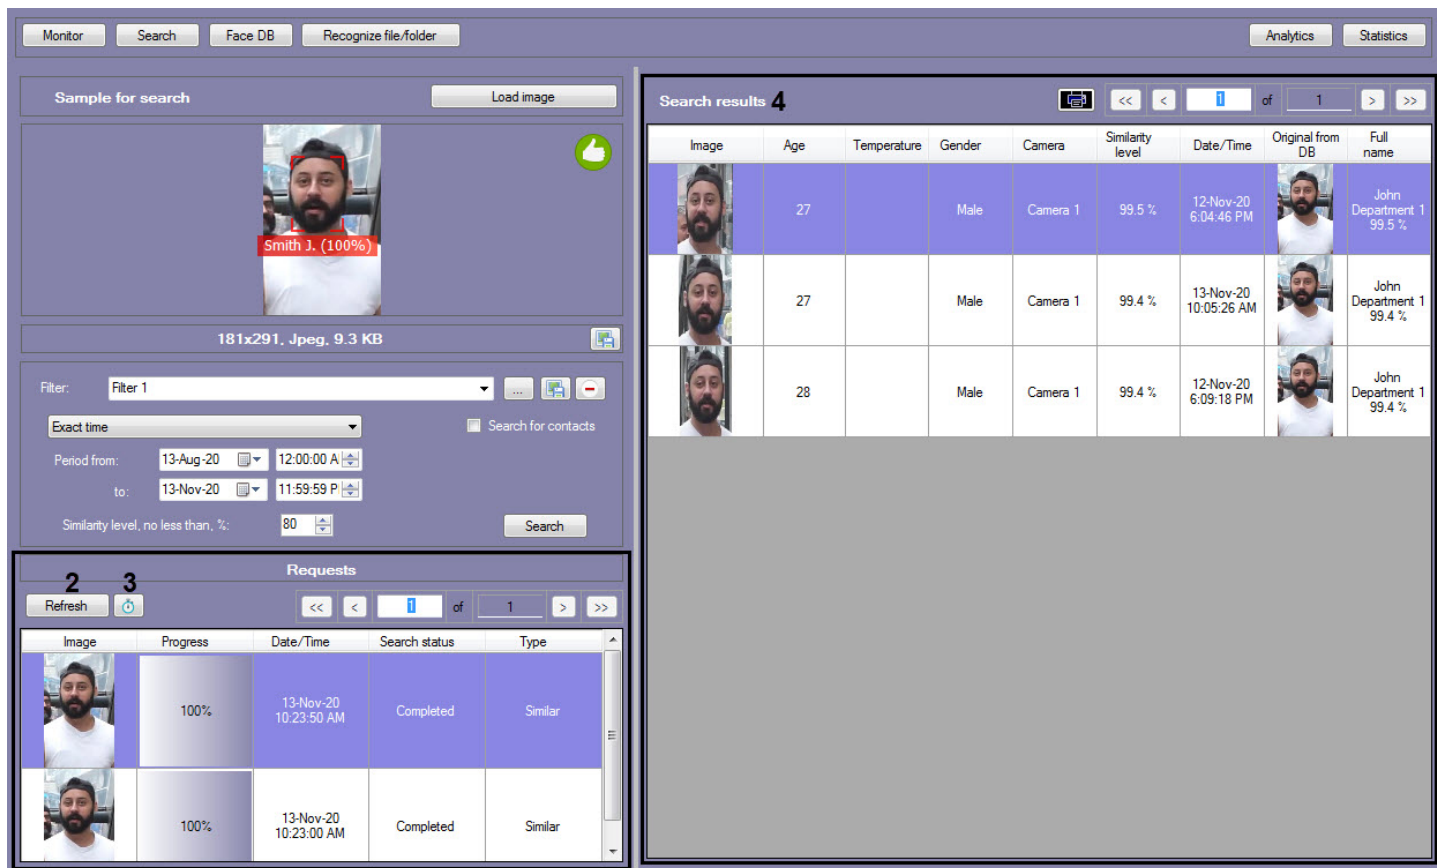 Monitor Search Face DB Recognize file/folder Analytics Statistics
Sample for search Load image
Smith J. (100%)
181x291, Jpeg, 9.3 KB
Filter: Filter 1 ...
Exact time Search for contacts
Period from: 13-Aug-20 12:00:00 A
to: 13-Nov-20 11:59:59 P
Similarity level, no less than, %: 80 Search
Requests
2 3
Refresh << < 1 of 1 > >>
Image Progress Date/Time Search status Type
100% 13-Nov-20 Completed Similar
10:23:50 AM
100% 13-Nov-20 Completed Similar
10:23:00 AM
Search results 4 << < 1 of 1 > >>
Image Age Temperature Gender Camera Similarity Date/Time Original from Full
level DB name
27 Male Camera 1 99.5 % 12-Nov-20 John
6:04:46 PM Department 1
99.5 %
27 Male Camera 1 99.4 % 13-Nov-20 John
10:05:26 AM Department 1
99.4 %
28 Male Camera 1 99.4 % 12-Nov-20 John
6:09:18 PM Department 1
99.4 %